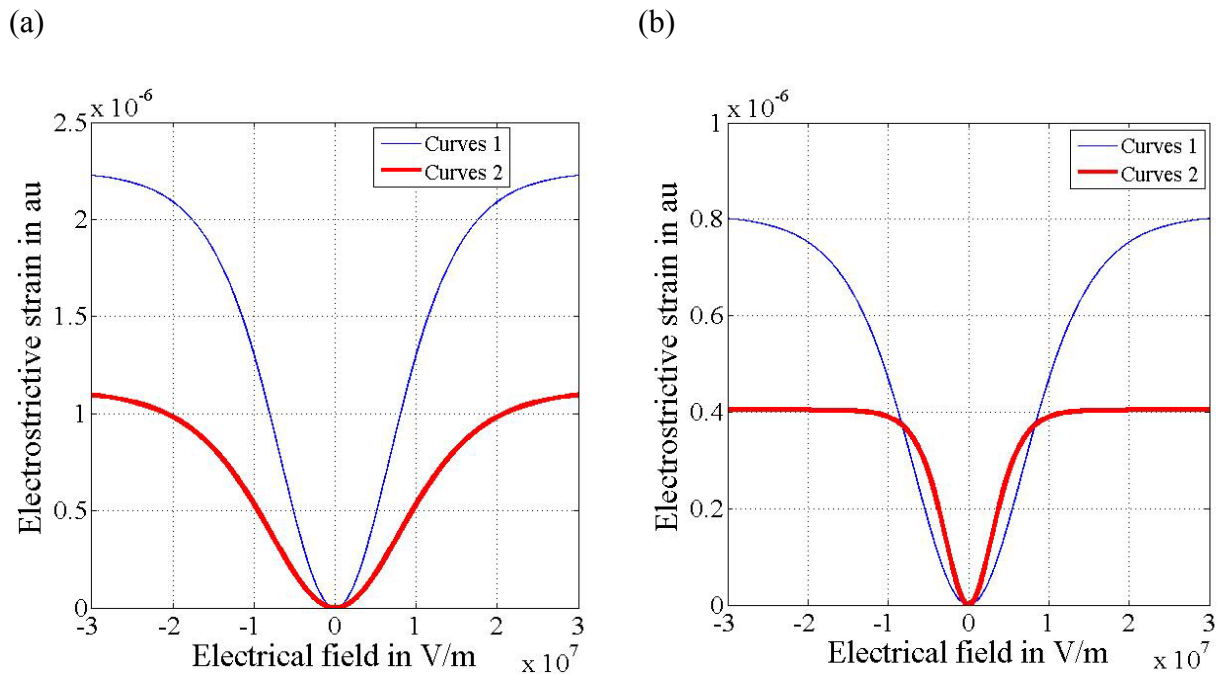 (a)
x 10^-6
2.5
2
1.5
1
0.5
0
-3 -2 -1 0 1 2 3
x 10^7
Electrostrictive strain in au
Electrical field in V/m
Curves 1
Curves 2
(b)
x 10^-6
1
0.8
0.6
0.4
0.2
0
-3 -2 -1 0 1 2 3
x 10^7
Electrostrictive strain in au
Electrical field in V/m
Curves 1
Curves 2